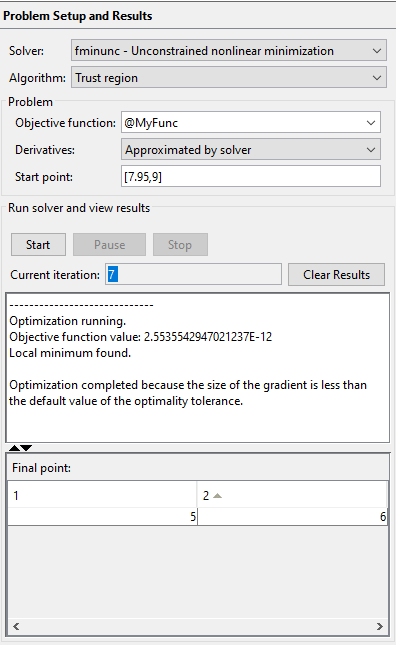 Problem Setup and Results
Solver: fminunc - Unconstrained nonlinear minimization
Algorithm: Trust region
Problem
Objective function: @MyFunc
Derivatives: Approximated by solver
Start point: [7.95,9]
Run solver and view results
Start Pause Stop
Current iteration: 7 Clear Results
----------------------------
Optimization running.
Objective function value: 2.5535542947021237E-12
Local minimum found.
Optimization completed because the size of the gradient is less than
the default value of the optimality tolerance.
Final point:
1 2
5 6